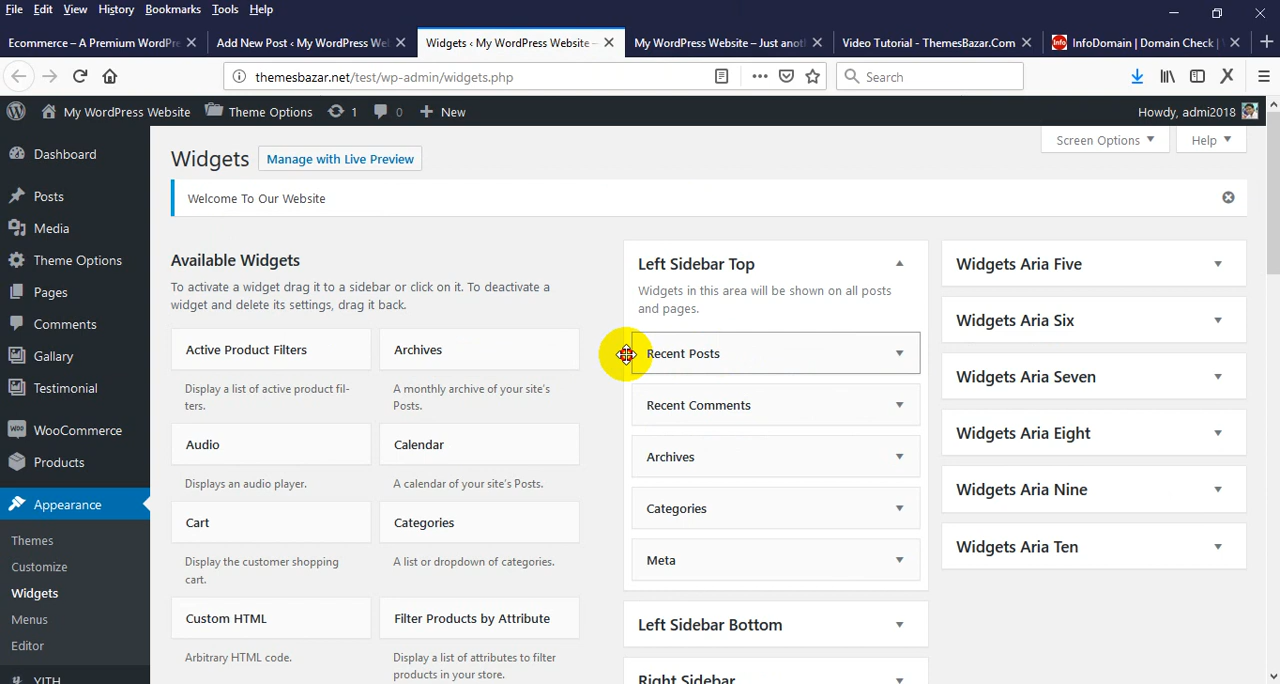 File Edit View History Bookmarks Tools Help
Ecommerce – A Premium WordPre
Add New Post ‹ My WordPress We
Widgets ‹ My WordPress Website –
My WordPress Website – Just anot
Video Tutorial - ThemesBazar.Com
Info InfoDomain | Domain Check |
themesbazar.net/test/wp-admin/widgets.php
Search
My WordPress Website
Theme Options
1
0
New
Howdy, admi2018
Dashboard
Posts
Media
Theme Options
Pages
Comments
Gallary
Testimonial
Woo WooCommerce
Products
Appearance
Themes
Customize
Widgets
Menus
Editor
YITH
Screen Options
Help
Widgets
Manage with Live Preview
Welcome To Our Website
Available Widgets
To activate a widget drag it to a sidebar or click on it. To deactivate a
widget and delete its settings, drag it back.
Active Product Filters
Display a list of active product fil-
ters.
Archives
A monthly archive of your site's
Posts.
Audio
Displays an audio player.
Calendar
A calendar of your site's Posts.
Cart
Display the customer shopping
cart.
Categories
A list or dropdown of categories.
Custom HTML
Arbitrary HTML code.
Filter Products by Attribute
Display a list of attributes to filter
products in your store.
Left Sidebar Top
Widgets in this area will be shown on all posts
and pages.
Recent Posts
Recent Comments
Archives
Categories
Meta
Left Sidebar Bottom
Right Sidebar
Widgets Aria Five
Widgets Aria Six
Widgets Aria Seven
Widgets Aria Eight
Widgets Aria Nine
Widgets Aria Ten